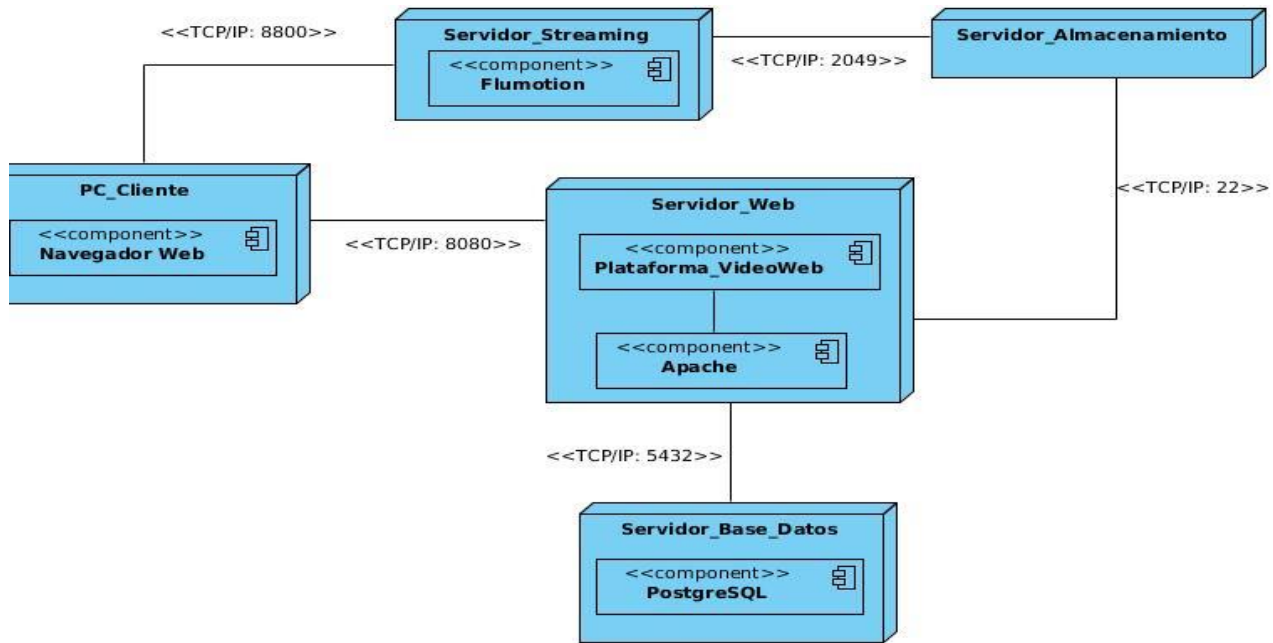 <<TCP/IP: 8800>>
Servidor_Streaming
<<component>>
Flumotion
<<TCP/IP: 2049>>
Servidor_Almacenamiento
<<TCP/IP: 22>>
PC_Cliente
<<component>>
Navegador Web
<<TCP/IP: 8080>>
Servidor_Web
<<component>>
Plataforma_VideoWeb
<<component>>
Apache
<<TCP/IP: 5432>>
Servidor_Base_Datos
<<component>>
PostgreSQL